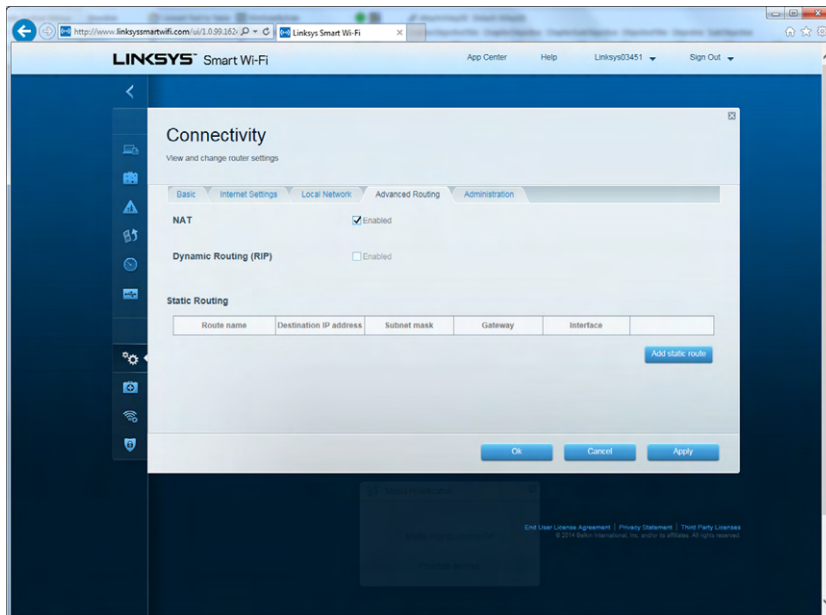 http://www.linksyssmartwifi.com/ui/1.0.99.1624
Linksys Smart Wi-Fi
LINKSYS™ Smart Wi-Fi
App Center
Help
Linksys03451
Sign Out
Connectivity
View and change router settings
Basic
Internet Settings
Local Network
Advanced Routing
Administration
NAT
Enabled
Dynamic Routing (RIP)
Enabled
Static Routing
Route name
Destination IP address
Subnet mask
Gateway
Interface
Add static route
Ok
Cancel
Apply
End User License Agreement | Privacy Statement | Third Party Licenses
© 2014 Belkin International, Inc. and/or its affiliates. All rights reserved.